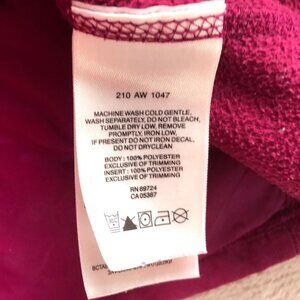 210 AW 1047
MACHINE WASH COLD GENTLE,
WASH SEPARATELY, DO NOT BLEACH,
TUMBLE DRY LOW, REMOVE
PROMPTLY, IRON LOW,
IF PRESENT DO NOT IRON DECAL,
DO NOT DRYCLEAN
BODY: 100% POLYESTER
EXCLUSIVE OF TRIMMING
INSERT: 100% POLYESTER
EXCLUSIVE OF TRIMMING
RN 69724
CA 05367